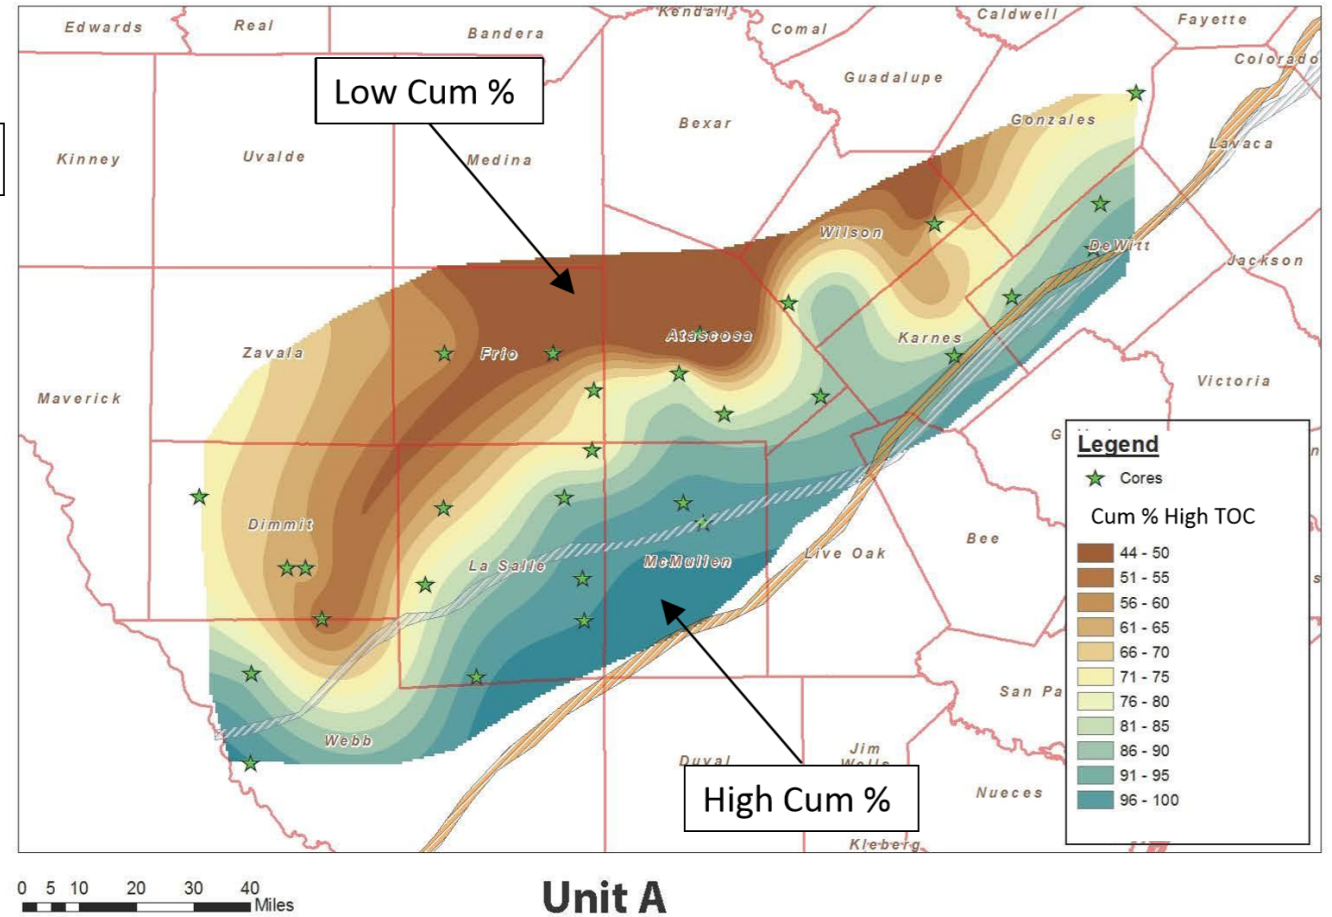 Edwards
Real
Bandera
Kendall
Comal
Caldwell
Fayette
Colorado
Low Cum %
Guadalupe
Bexar
Gonzales
Lavaca
Kinney
Uvalde
Medina
Wilson
DeWitt
Jackson
Zavala
Frio
Atascosa
Karnes
Maverick
Victoria
Dimmit
La Salle
McMullen
Live Oak
Bee
San Pa
Webb
Duval
Jim
Wells
Nueces
High Cum %
Kleberg
Legend
Cores
Cum % High TOC
44 - 50
51 - 55
56 - 60
61 - 65
66 - 70
71 - 75
76 - 80
81 - 85
86 - 90
91 - 95
96 - 100
0 5 10 20 30 40
Miles
Unit A